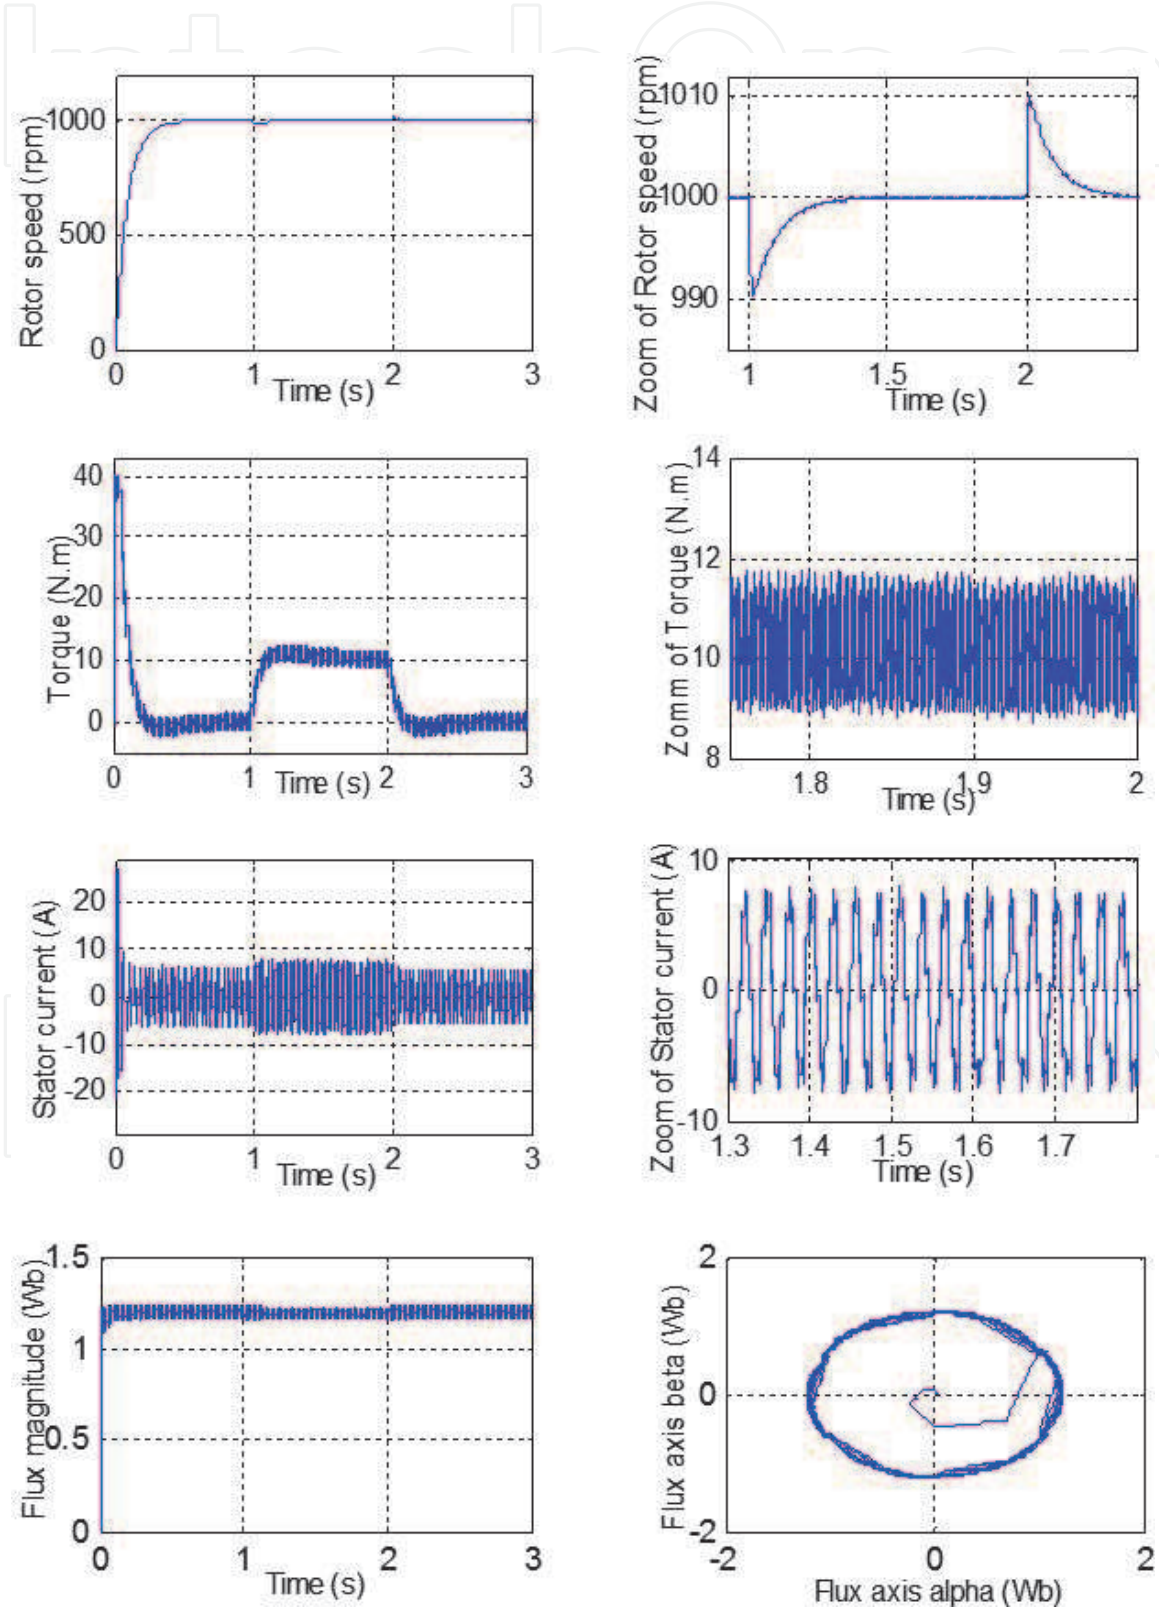 IntechOpen
1000
500
0
0 1 2 3
Rotor speed (rpm)
Time (s)
1010
1000
990
1 1.5 2
Zoom of Rotor speed (rpm)
Time (s)
40
30
20
10
0
0 1 2 3
Torque (N.m)
Time (s)
14
12
10
8
1.8 1.9 2
Zomm of Torque (N.m)
Time (s)
20
10
0
-10
-20
0 1 2 3
Stator current (A)
Time (s)
10
0
-10
1.3 1.4 1.5 1.6 1.7
Zoom of Stator current (A)
Time (s)
1.5
1
0.5
0
0 1 2 3
Flux magnitude (Wb)
Time (s)
2
0
-2
-2 0 2
Flux axis beta (Wb)
Flux axis alpha (Wb)